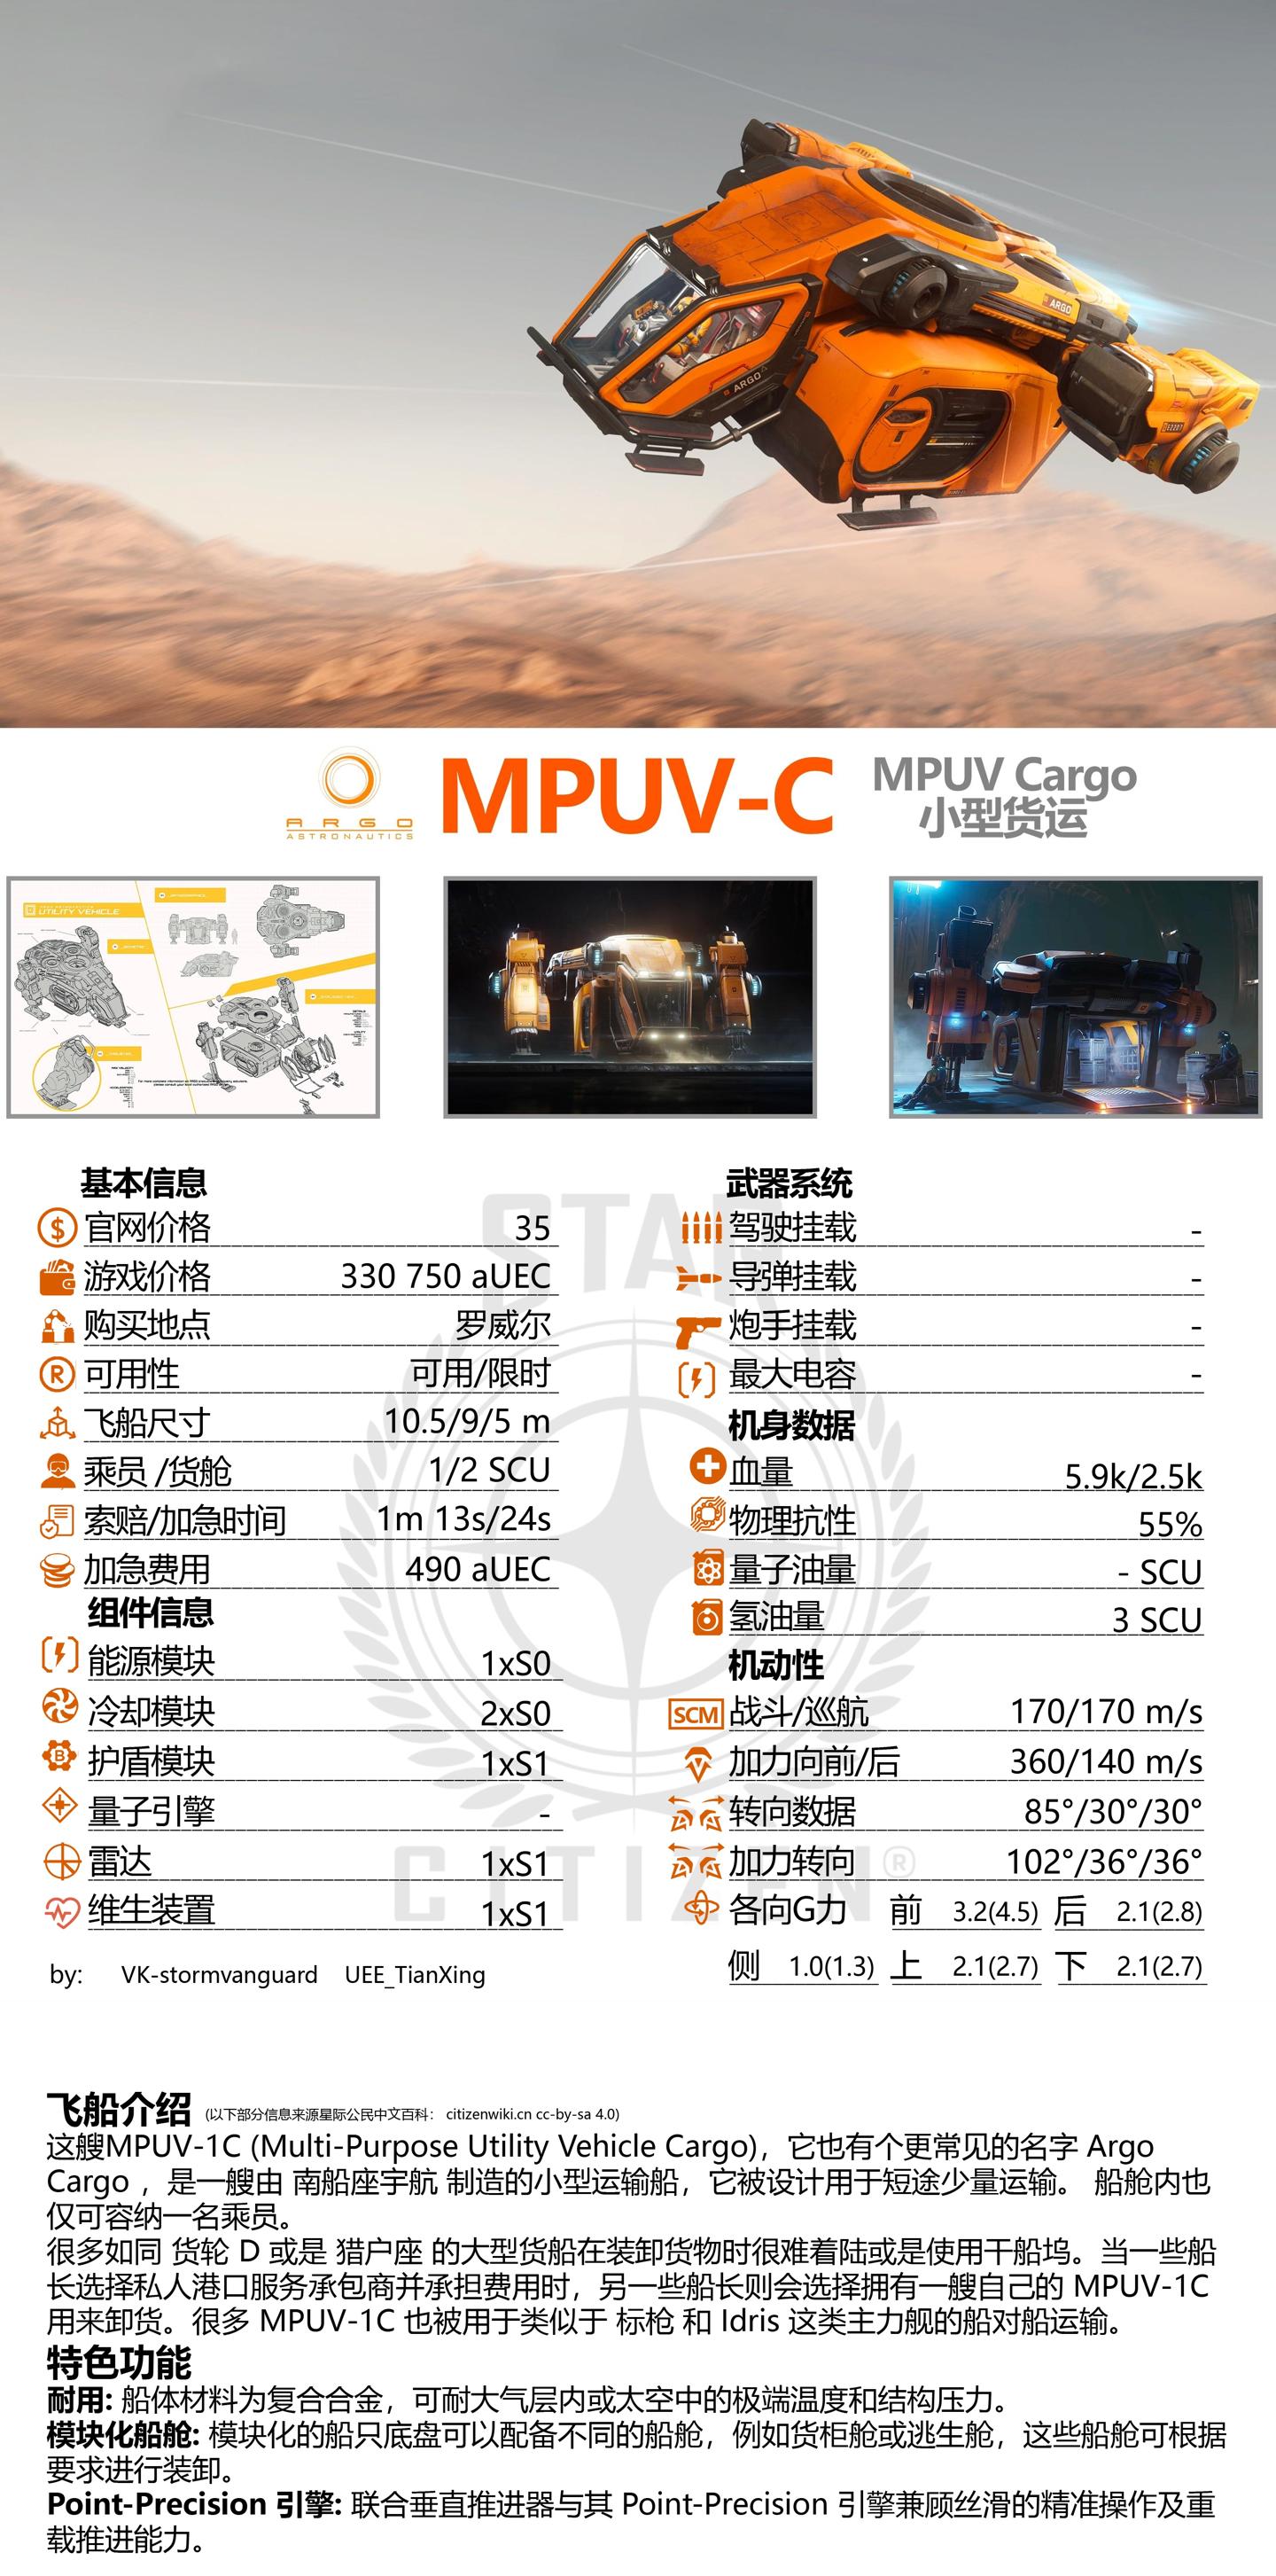 ARGO
ARGO
ARGO
ASTRONAUTICS
MPUV-C
MPUV Cargo
小型货运
UTILITY VEHICLE
STAR
CITIZEN®
基本信息
官网价格 35
游戏价格 330 750 aUEC
购买地点 罗威尔
可用性 可用/限时
飞船尺寸 10.5/9/5 m
乘员 /货舱 1/2 SCU
索赔/加急时间 1m 13s/24s
加急费用 490 aUEC
组件信息
能源模块 1xS0
冷却模块 2xS0
护盾模块 1xS1
量子引擎 -
雷达 1xS1
维生装置 1xS1
by: VK-stormvanguard UEE_TianXing
武器系统
驾驶挂载 -
导弹挂载 -
炮手挂载 -
最大电容 -
机身数据
血量 5.9k/2.5k
物理抗性 55%
量子油量 - SCU
氢油量 3 SCU
机动性
SCM 战斗/巡航 170/170 m/s
加力向前/后 360/140 m/s
转向数据 85°/30°/30°
加力转向 102°/36°/36°
各向G力 前 3.2(4.5) 后 2.1(2.8)
侧 1.0(1.3) 上 2.1(2.7) 下 2.1(2.7)
飞船介绍 (以下部分信息来源星际公民中文百科： citizenwiki.cn cc-by-sa 4.0)
这艘MPUV-1C (Multi-Purpose Utility Vehicle Cargo)，它也有个更常见的名字 Argo
Cargo ，是一艘由 南船座宇航 制造的小型运输船，它被设计用于短途少量运输。 船舱内也
仅可容纳一名乘员。
很多如同 货轮 D 或是 猎户座 的大型货船在装卸货物时很难着陆或是使用干船坞。当一些船
长选择私人港口服务承包商并承担费用时，另一些船长则会选择拥有一艘自己的 MPUV-1C
用来卸货。很多 MPUV-1C 也被用于类似于 标枪 和 Idris 这类主力舰的船对船运输。
特色功能
耐用: 船体材料为复合合金，可耐大气层内或太空中的极端温度和结构压力。
模块化船舱: 模块化的船只底盘可以配备不同的船舱，例如货柜舱或逃生舱，这些船舱可根据
要求进行装卸。
Point-Precision 引擎: 联合垂直推进器与其 Point-Precision 引擎兼顾丝滑的精准操作及重
载推进能力。